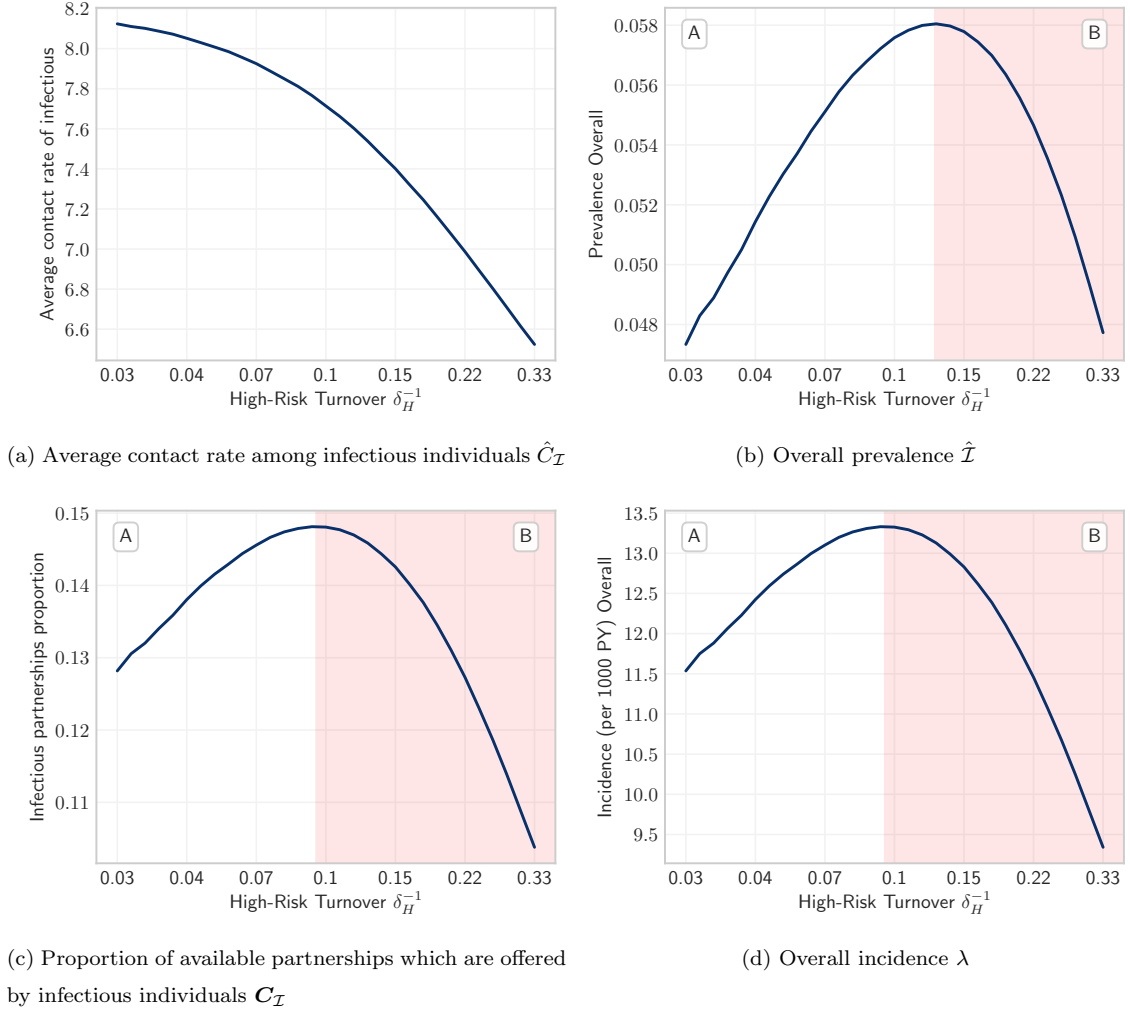 8.2
8.0
7.8
7.6
7.4
7.2
7.0
6.8
6.6
Average contact rate of infectious
0.03 0.04 0.07 0.1 0.15 0.22 0.33
High-Risk Turnover δ_H^{-1}
(a) Average contact rate among infectious individuals Ĉ_ℐ
A B
0.058
0.056
0.054
0.052
0.050
0.048
Prevalence Overall
0.03 0.04 0.07 0.1 0.15 0.22 0.33
High-Risk Turnover δ_H^{-1}
(b) Overall prevalence ℐ̂
A B
0.15
0.14
0.13
0.12
0.11
Infectious partnerships proportion
0.03 0.04 0.07 0.1 0.15 0.22 0.33
High-Risk Turnover δ_H^{-1}
(c) Proportion of available partnerships which are offered
by infectious individuals C_ℐ
A B
13.5
13.0
12.5
12.0
11.5
11.0
10.5
10.0
9.5
Incidence (per 1000 PY) Overall
0.03 0.04 0.07 0.1 0.15 0.22 0.33
High-Risk Turnover δ_H^{-1}
(d) Overall incidence λ